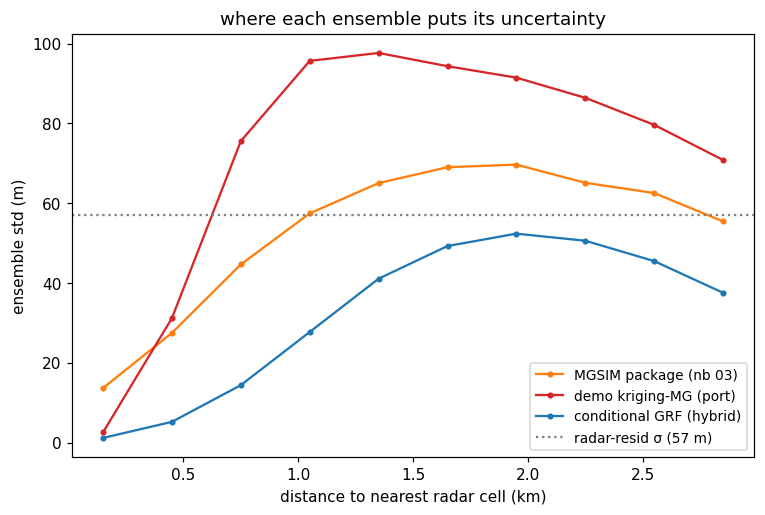 where each ensemble puts its uncertainty
ensemble std (m)
100
80
60
40
20
0
MGSIM package (nb 03)
demo kriging-MG (port)
conditional GRF (hybrid)
radar-resid σ (57 m)
0.5
1.0
1.5
2.0
2.5
distance to nearest radar cell (km)